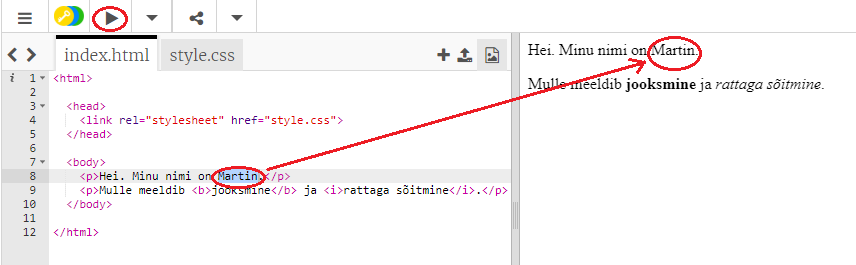 index.html style.css
i 1 <html>
2
3 <head>
4 <link rel="stylesheet" href="style.css">
5 </head>
6
7 <body>
8 <p>Hei. Minu nimi on Martin.</p>
9 <p>Mulle meeldib <b>jooksmine</b> ja <i>rattaga sõitmine</i>.</p>
10 </body>
11
12 </html>
Hei. Minu nimi on Martin.
Mulle meeldib jooksmine ja rattaga sõitmine.